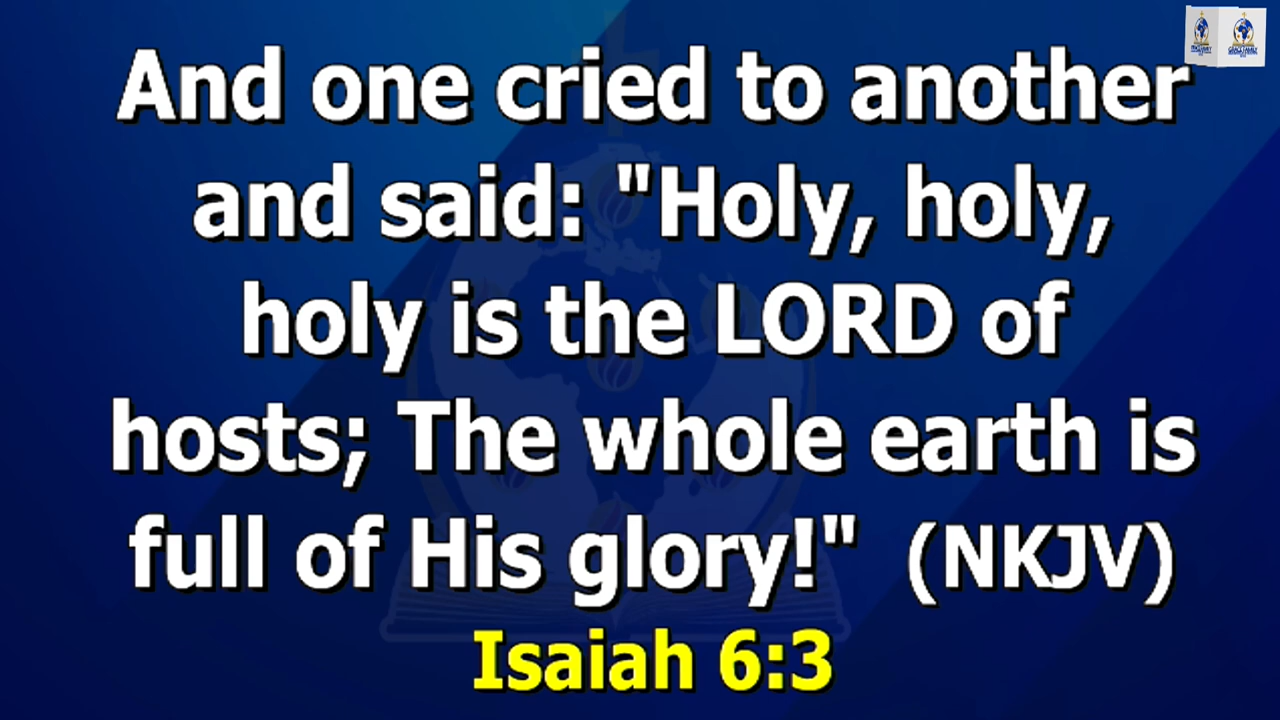 And one cried to another
and said: "Holy, holy,
holy is the LORD of
hosts; The whole earth is
full of His glory!"  (NKJV)
Isaiah 6:3